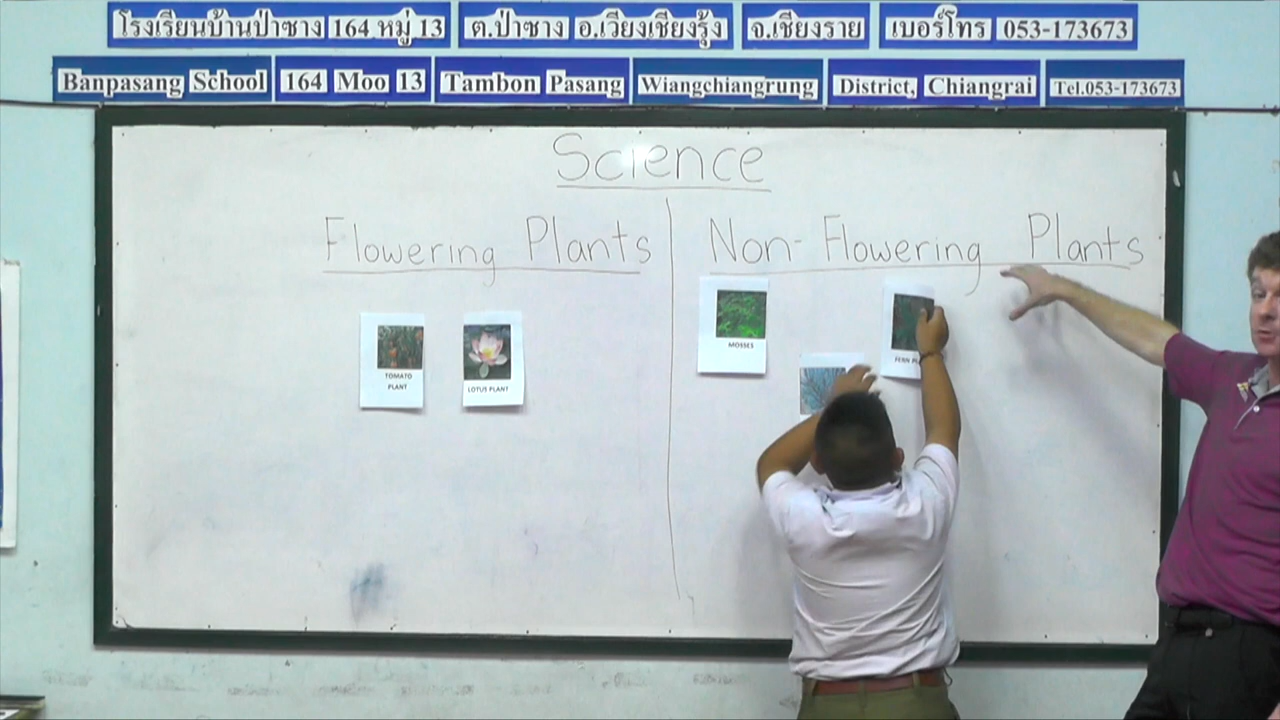 โรงเรียนบ้านป่าซาง 164 หมู่ 13 ต.ป่าซาง อ.เวียงเชียงรุ้ง จ.เชียงราย เบอร์โทร 053-173673
Banpasang School 164 Moo 13 Tambon Pasang Wiangchiangrung District, Chiangrai Tel.053-173673
Science
Flowering Plants
Non-Flowering Plants
MOSSES
FERN
TOMATO
PLANT
LOTUS PLANT